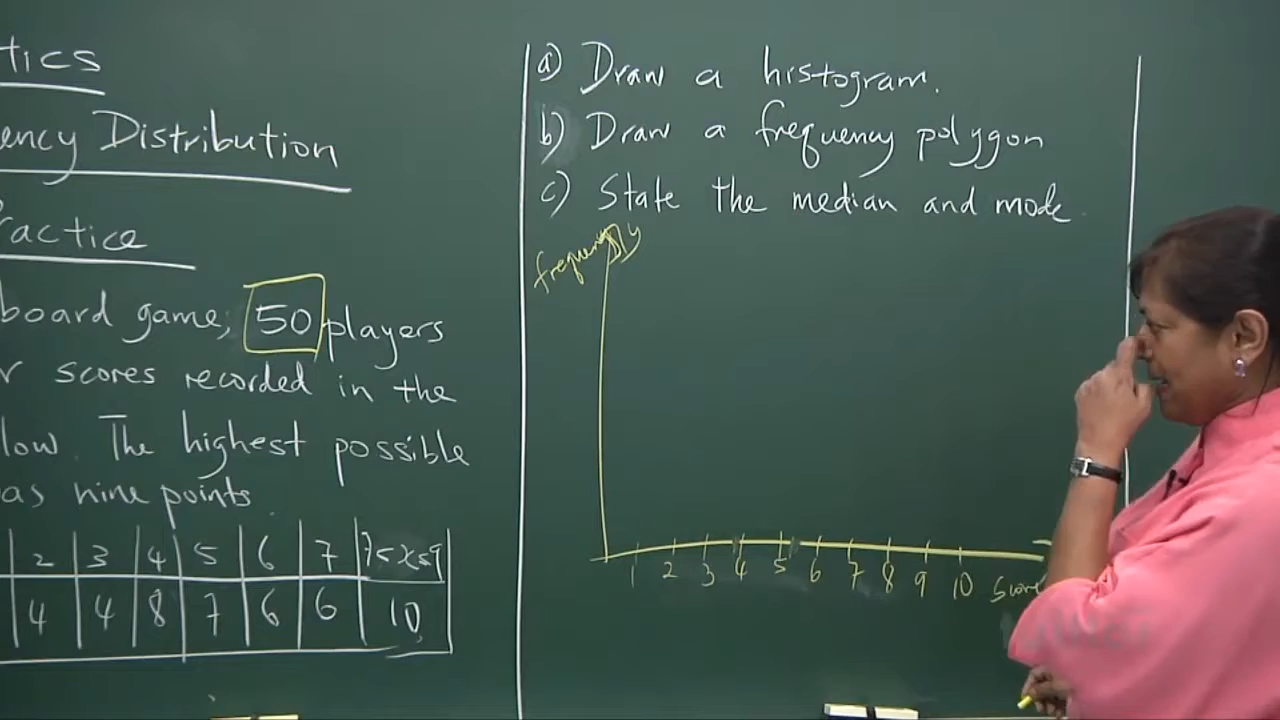 tics
ency Distribution
ractice
board game, 50 players
r scores recorded in the
low. The highest possible
as nine points.
2 3 4 5 6 7 7<x≤9
4 4 8 7 6 6 10
a) Draw a histogram.
b) Draw a frequency polygon
c) State the median and mode.
frequency
1 2 3 4 5 6 7 8 9 10 Score